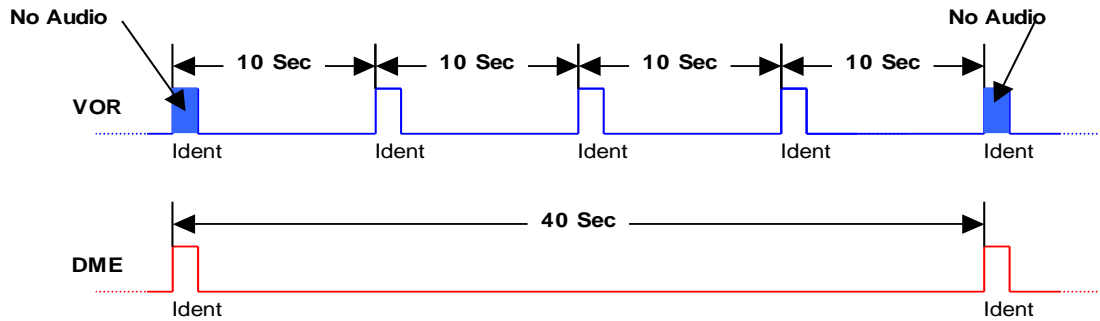 No Audio
No Audio
10 Sec 10 Sec 10 Sec 10 Sec
VOR
Ident Ident Ident Ident Ident
40 Sec
DME
Ident Ident